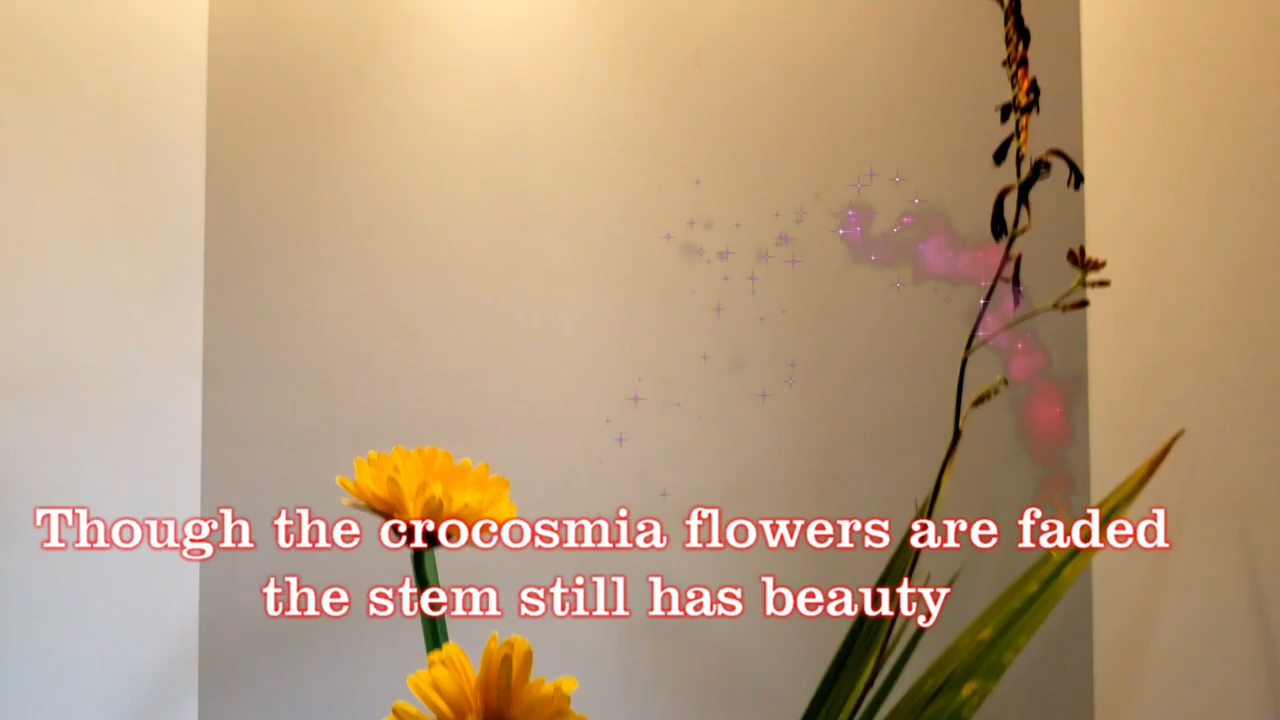 Though the crocosmia flowers are faded
the stem still has beauty